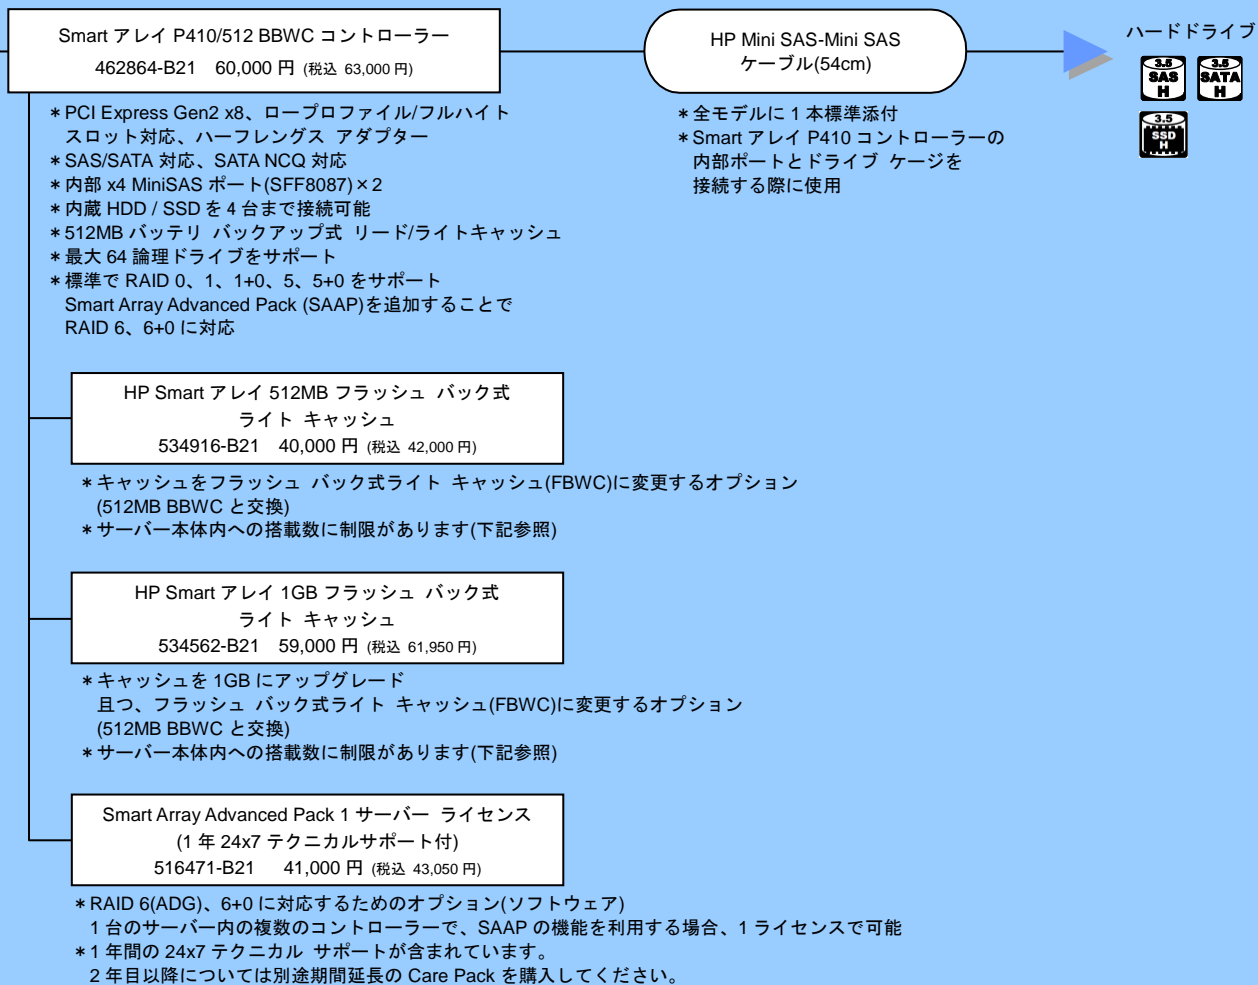 Smart アレイ P410/512 BBWC コントローラー
462864-B21 60,000 円 (税込 63,000 円)
HP Mini SAS-Mini SAS
ケーブル(54cm)
ハードドライブ
3.5
SAS
H
3.5
SATA
H
3.5
SSD
H
*PCI Express Gen2 x8、ロープロファイル/フルハイト
スロット対応、ハーフレングス アダプター
*SAS/SATA 対応、SATA NCQ 対応
*内部 x4 MiniSAS ポート(SFF8087)×2
*内蔵 HDD / SSD を 4 台まで接続可能
*512MB バッテリ バックアップ式 リード/ライトキャッシュ
*最大 64 論理ドライブをサポート
*標準で RAID 0、1、1+0、5、5+0 をサポート
Smart Array Advanced Pack (SAAP)を追加することで
RAID 6、6+0 に対応
*全モデルに 1 本標準添付
*Smart アレイ P410 コントローラーの
内部ポートとドライブ ケージを
接続する際に使用
HP Smart アレイ 512MB フラッシュ バック式
ライト キャッシュ
534916-B21 40,000 円 (税込 42,000 円)
*キャッシュをフラッシュ バック式ライト キャッシュ(FBWC)に変更するオプション
(512MB BBWC と交換)
*サーバー本体内への搭載数に制限があります(下記参照)
HP Smart アレイ 1GB フラッシュ バック式
ライト キャッシュ
534562-B21 59,000 円 (税込 61,950 円)
*キャッシュを 1GB にアップグレード
且つ、フラッシュ バック式ライト キャッシュ(FBWC)に変更するオプション
(512MB BBWC と交換)
*サーバー本体内への搭載数に制限があります(下記参照)
Smart Array Advanced Pack 1 サーバー ライセンス
(1 年 24x7 テクニカルサポート付)
516471-B21 41,000 円 (税込 43,050 円)
*RAID 6(ADG)、6+0 に対応するためのオプション(ソフトウェア)
1 台のサーバー内の複数のコントローラーで、SAAP の機能を利用する場合、1 ライセンスで可能
*1 年間の 24x7 テクニカル サポートが含まれています。
2 年目以降については別途期間延長の Care Pack を購入してください。